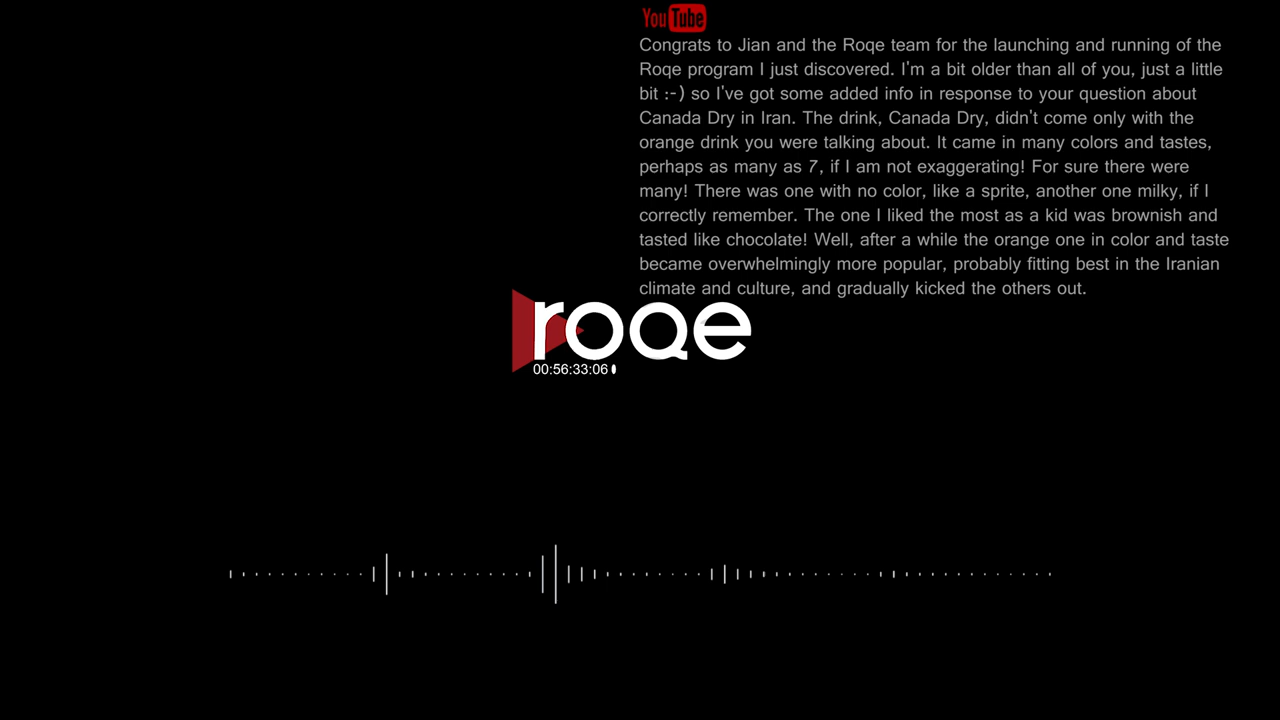 YouTube
Congrats to Jian and the Roqe team for the launching and running of the
Roqe program I just discovered. I'm a bit older than all of you, just a little
bit :-) so I've got some added info in response to your question about
Canada Dry in Iran. The drink, Canada Dry, didn't come only with the
orange drink you were talking about. It came in many colors and tastes,
perhaps as many as 7, if I am not exaggerating! For sure there were
many! There was one with no color, like a sprite, another one milky, if I
correctly remember. The one I liked the most as a kid was brownish and
tasted like chocolate! Well, after a while the orange one in color and taste
became overwhelmingly more popular, probably fitting best in the Iranian
climate and culture, and gradually kicked the others out.
roqe
00:56:33:06